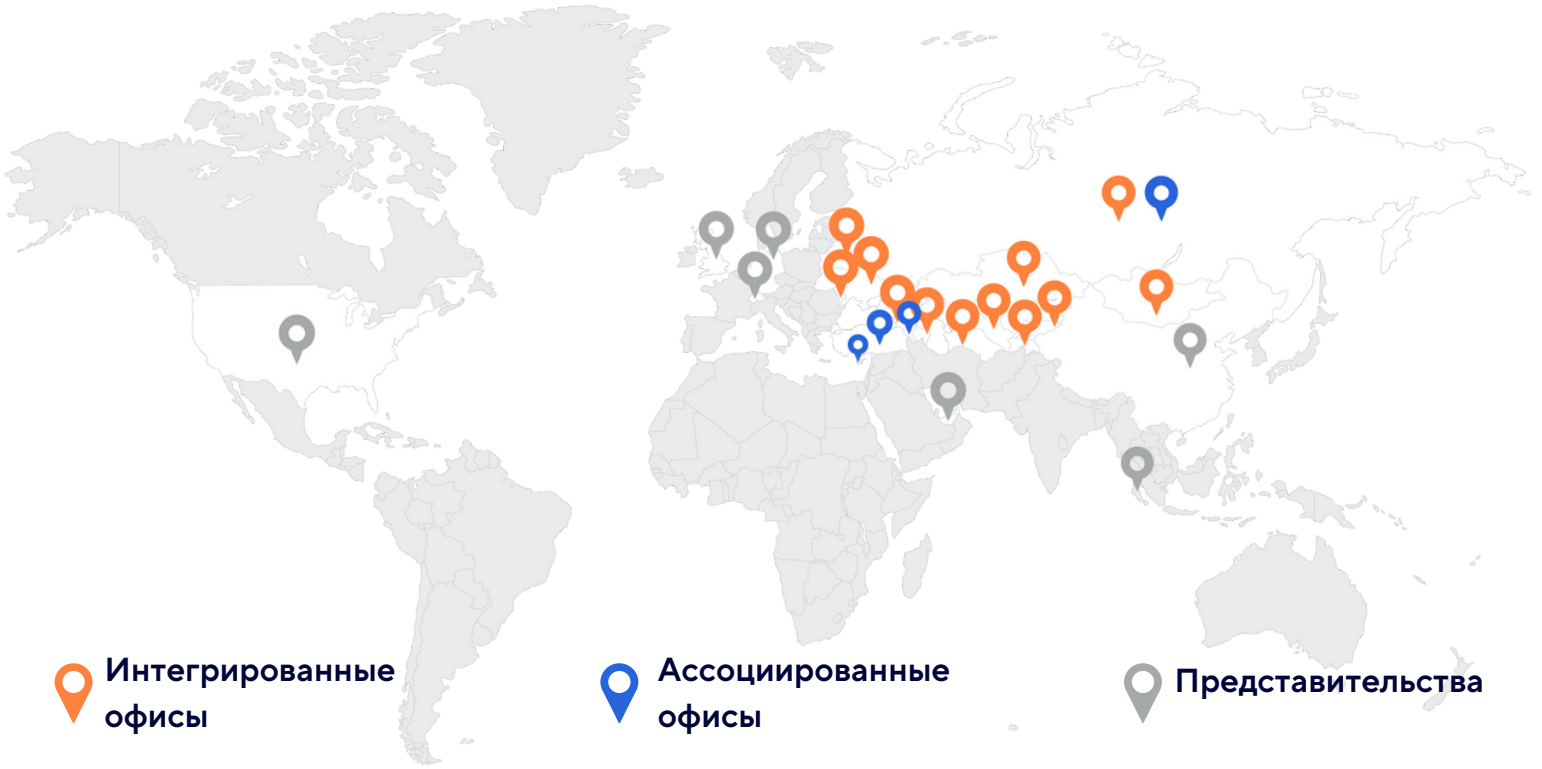 Интегрированные
офисы
Ассоциированные
офисы
Представительства